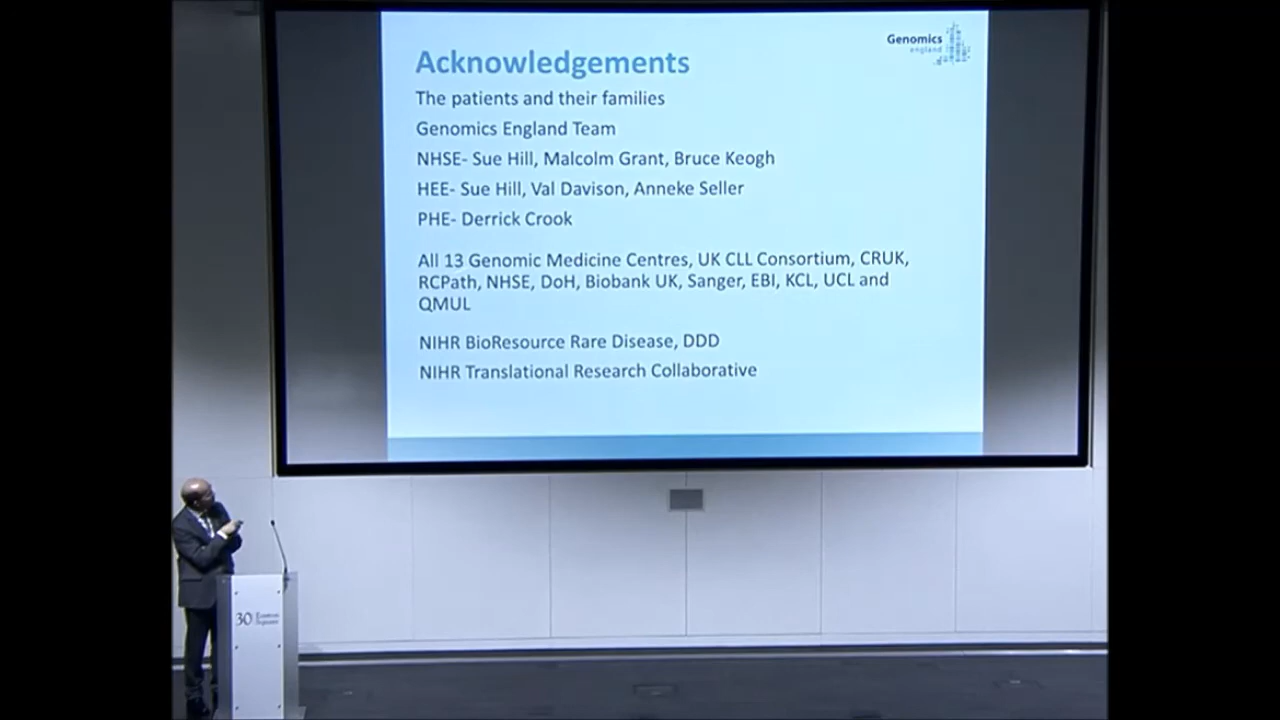 Genomics
england
Acknowledgements
The patients and their families
Genomics England Team
NHSE- Sue Hill, Malcolm Grant, Bruce Keogh
HEE- Sue Hill, Val Davison, Anneke Seller
PHE- Derrick Crook
All 13 Genomic Medicine Centres, UK CLL Consortium, CRUK,
RCPath, NHSE, DoH, Biobank UK, Sanger, EBI, KCL, UCL and
QMUL
NIHR BioResource Rare Disease, DDD
NIHR Translational Research Collaborative
30